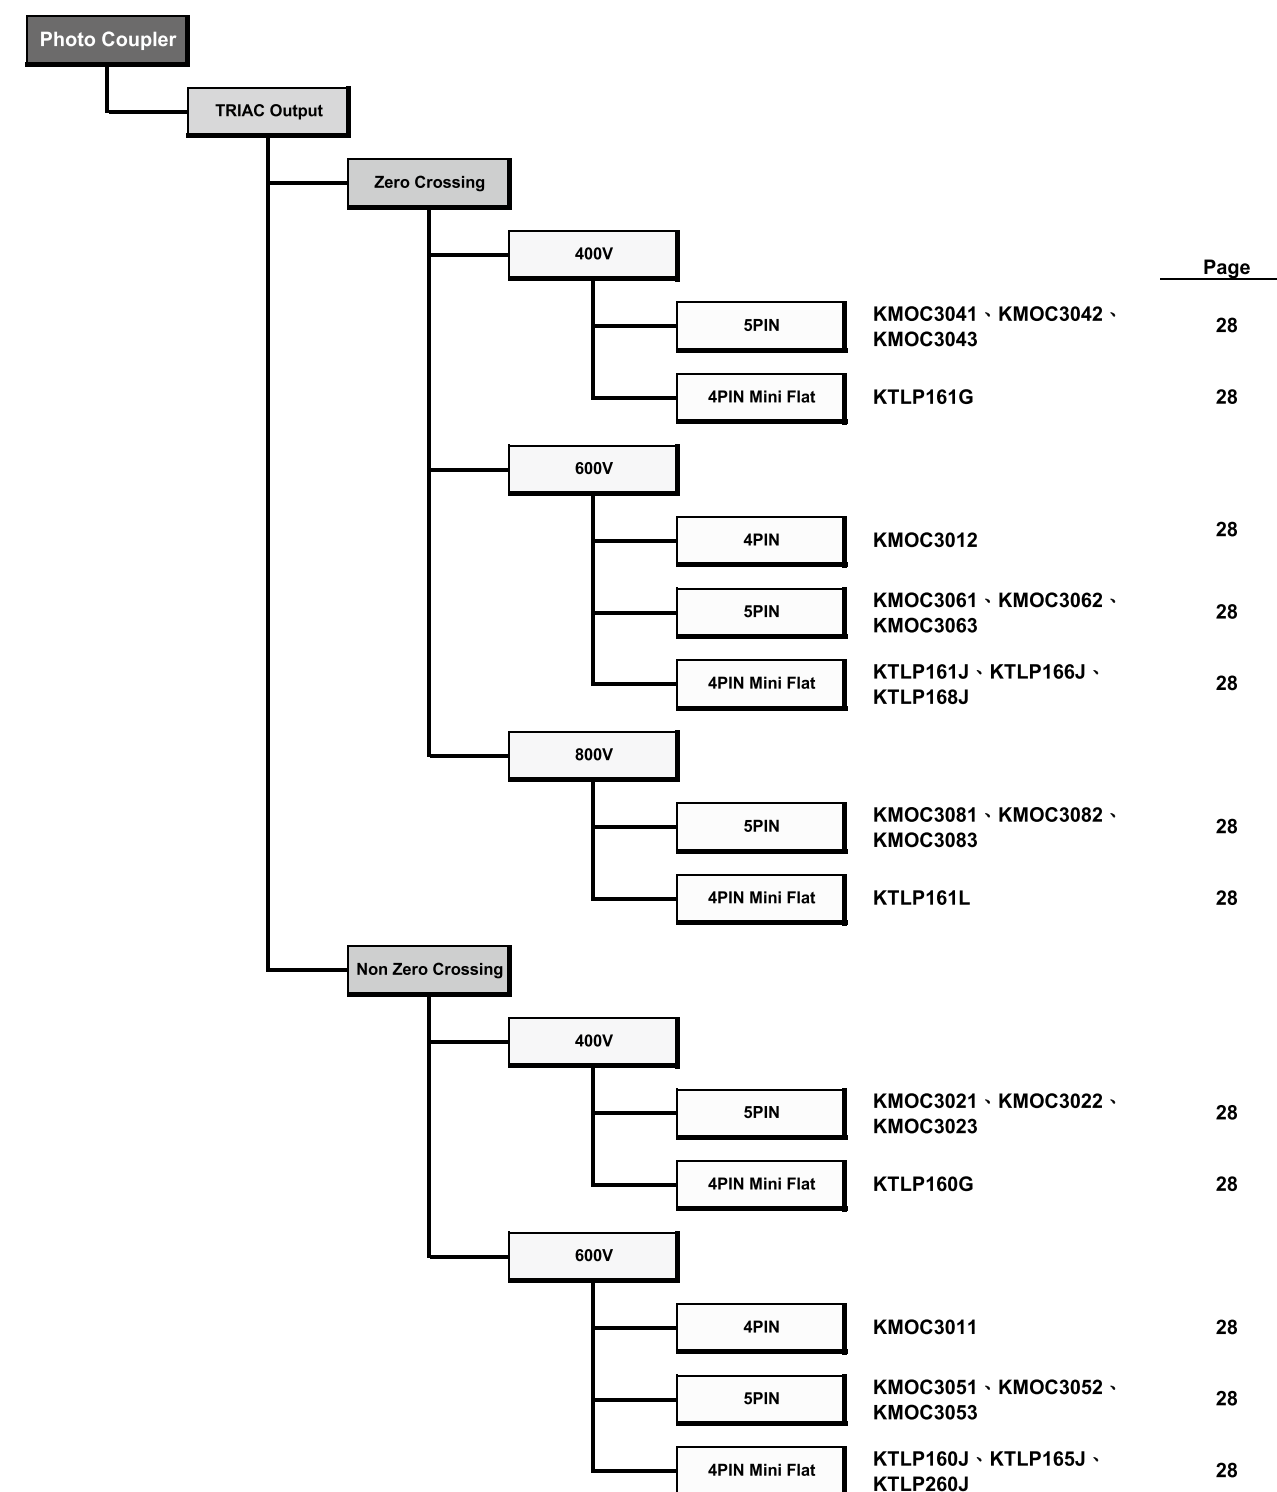 Photo Coupler
TRIAC Output
Zero Crossing
400V
Page
5PIN
KMOC3041、KMOC3042、
KMOC3043
28
4PIN Mini Flat
KTLP161G
28
600V
4PIN
KMOC3012
28
5PIN
KMOC3061、KMOC3062、
KMOC3063
28
4PIN Mini Flat
KTLP161J、KTLP166J、
KTLP168J
28
800V
5PIN
KMOC3081、KMOC3082、
KMOC3083
28
4PIN Mini Flat
KTLP161L
28
Non Zero Crossing
400V
5PIN
KMOC3021、KMOC3022、
KMOC3023
28
4PIN Mini Flat
KTLP160G
28
600V
4PIN
KMOC3011
28
5PIN
KMOC3051、KMOC3052、
KMOC3053
28
4PIN Mini Flat
KTLP160J、KTLP165J、
KTLP260J
28